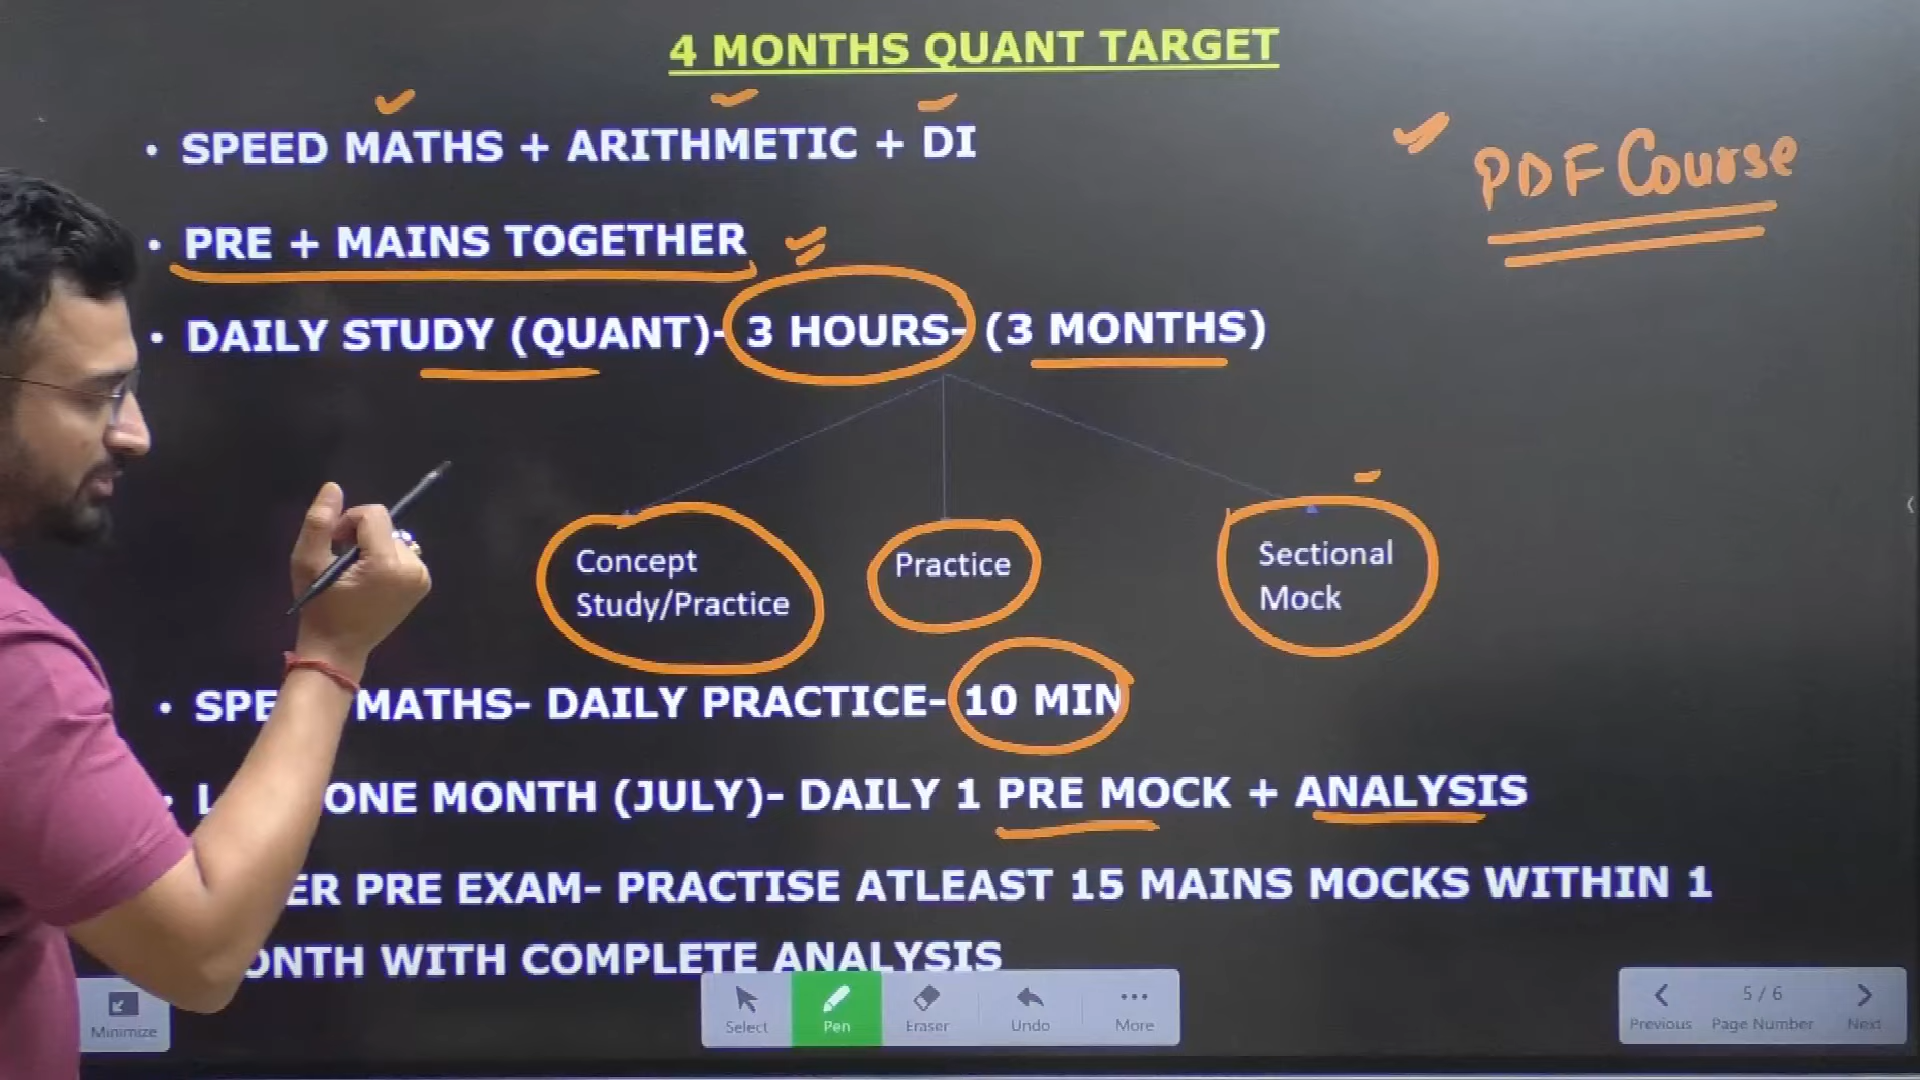 4 MONTHS QUANT TARGET
• SPEED MATHS + ARITHMETIC + DI
PDF Course
• PRE + MAINS TOGETHER
• DAILY STUDY (QUANT)- 3 HOURS- (3 MONTHS)
Concept
Study/Practice
Practice
Sectional
Mock
• MATHS- DAILY PRACTICE- 10 MIN
• ONE MONTH (JULY)- DAILY 1 PRE MOCK + ANALYSIS
PRE EXAM- PRACTISE ATLEAST 15 MAINS MOCKS WITHIN 1
WITH COMPLETE ANALYSIS
Minimize
Select
Pen
Eraser
Undo
More
5 / 6
Previous
Page Number
Next